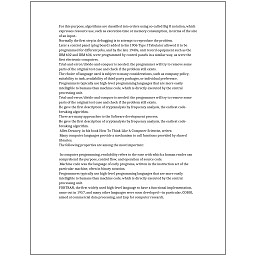 For this purpose, algorithms are classified into orders using so-called Big O notation, which
expresses resource use, such as execution time or memory consumption, in terms of the size
of an input.
Normally the first step in debugging is to attempt to reproduce the problem.
Later a control panel (plug board) added to his 1906 Type I Tabulator allowed it to be
programmed for different jobs, and by the late 1940s, unit record equipment such as the
IBM 602 and IBM 604, were programmed by control panels in a similar way, as were the
first electronic computers.
Trial-and-error/divide-and-conquer is needed: the programmer will try to remove some
parts of the original test case and check if the problem still exists.
The choice of language used is subject to many considerations, such as company policy,
suitability to task, availability of third-party packages, or individual preference.
Programmers typically use high-level programming languages that are more easily
intelligible to humans than machine code, which is directly executed by the central
processing unit.
Trial-and-error/divide-and-conquer is needed: the programmer will try to remove some
parts of the original test case and check if the problem still exists.
He gave the first description of cryptanalysis by frequency analysis, the earliest code-
breaking algorithm.
There are many approaches to the Software development process.
He gave the first description of cryptanalysis by frequency analysis, the earliest code-
breaking algorithm.
Allen Downey, in his book How To Think Like A Computer Scientist, writes:
Many computer languages provide a mechanism to call functions provided by shared
libraries.
The following properties are among the most important:
In computer programming, readability refers to the ease with which a human reader can
comprehend the purpose, control flow, and operation of source code.
Machine code was the language of early programs, written in the instruction set of the
particular machine, often in binary notation.
Programmers typically use high-level programming languages that are more easily
intelligible to humans than machine code, which is directly executed by the central
processing unit.
FORTRAN, the first widely used high-level language to have a functional implementation,
came out in 1957, and many other languages were soon developed—in particular, COBOL
aimed at commercial data processing, and Lisp for computer research.